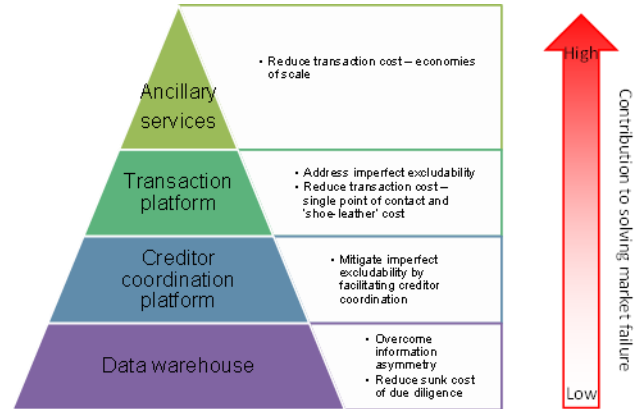 Ancillary
services
• Reduce transaction cost – economies
of scale
Transaction
platform
• Address imperfect excludability
• Reduce transaction cost –
single point of contact and
‘shoe-leather’ cost
Creditor
coordination
platform
• Mitigate imperfect
excludability by
facilitating creditor
coordination
Data warehouse
• Overcome
information
asymmetry
• Reduce sunk cost
of due diligence
High
Low
Contribution to solving market failure